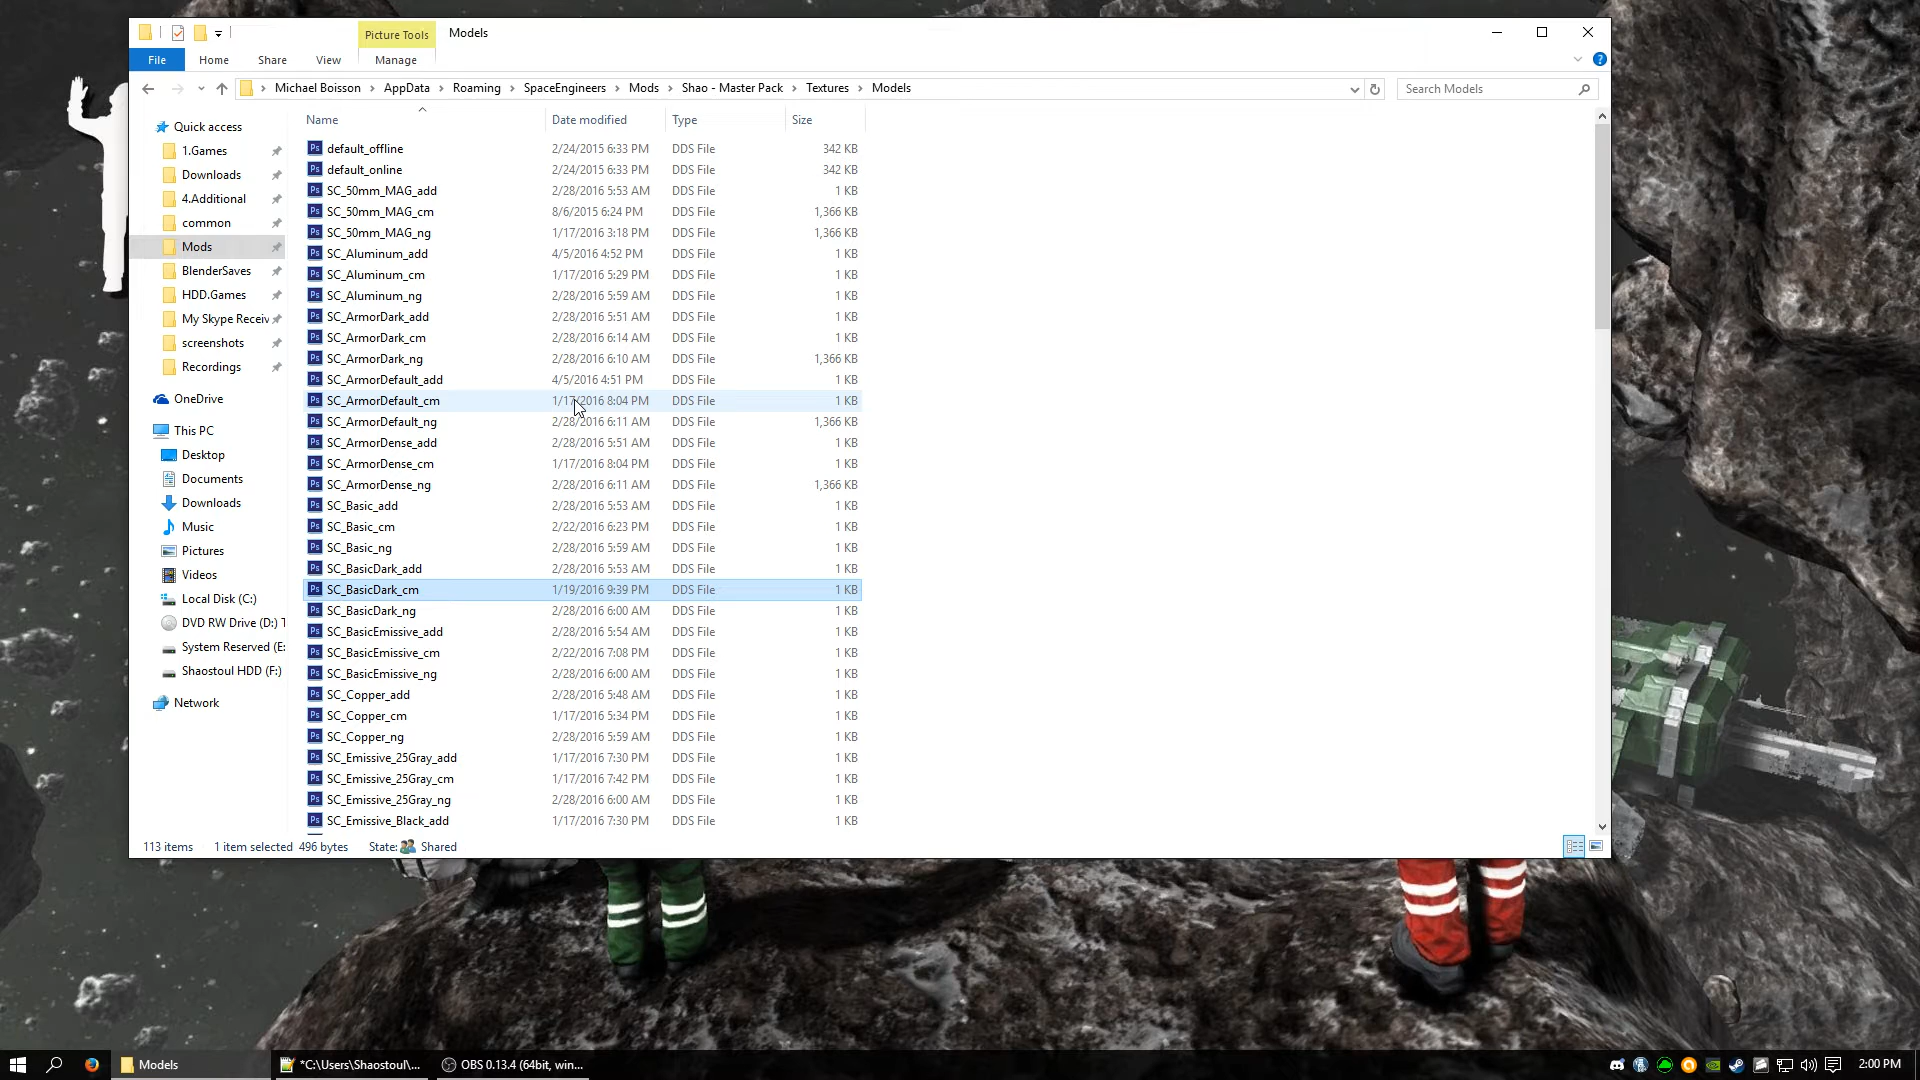 Picture Tools
Models
File
Home
Share
View
Manage
Michael Boisson
AppData
Roaming
SpaceEngineers
Mods
Shao - Master Pack
Textures
Models
Search Models
Quick access
1.Games
Downloads
4.Additional
common
Mods
BlenderSaves
HDD.Games
My Skype Receiv
screenshots
Recordings
OneDrive
This PC
Desktop
Documents
Downloads
Music
Pictures
Videos
Local Disk (C:)
DVD RW Drive (D:) T
System Reserved (E:
Shaostoul HDD (F:)
Network
Name Date modified Type Size
default_offline 2/24/2015 6:33 PM DDS File 342 KB
default_online 2/24/2015 6:33 PM DDS File 342 KB
SC_50mm_MAG_add 2/28/2016 5:53 AM DDS File 1 KB
SC_50mm_MAG_cm 8/6/2015 6:24 PM DDS File 1,366 KB
SC_50mm_MAG_ng 1/17/2016 3:18 PM DDS File 1,366 KB
SC_Aluminum_add 4/5/2016 4:52 PM DDS File 1 KB
SC_Aluminum_cm 1/17/2016 5:29 PM DDS File 1 KB
SC_Aluminum_ng 2/28/2016 5:59 AM DDS File 1 KB
SC_ArmorDark_add 2/28/2016 5:51 AM DDS File 1 KB
SC_ArmorDark_cm 2/28/2016 6:14 AM DDS File 1 KB
SC_ArmorDark_ng 2/28/2016 6:10 AM DDS File 1,366 KB
SC_ArmorDefault_add 4/5/2016 4:51 PM DDS File 1 KB
SC_ArmorDefault_cm 1/17/2016 8:04 PM DDS File 1 KB
SC_ArmorDefault_ng 2/28/2016 6:11 AM DDS File 1,366 KB
SC_ArmorDense_add 2/28/2016 5:51 AM DDS File 1 KB
SC_ArmorDense_cm 1/17/2016 8:04 PM DDS File 1 KB
SC_ArmorDense_ng 2/28/2016 6:11 AM DDS File 1,366 KB
SC_Basic_add 2/28/2016 5:53 AM DDS File 1 KB
SC_Basic_cm 2/22/2016 6:23 PM DDS File 1 KB
SC_Basic_ng 2/28/2016 5:59 AM DDS File 1 KB
SC_BasicDark_add 2/28/2016 5:53 AM DDS File 1 KB
SC_BasicDark_cm 1/19/2016 9:39 PM DDS File 1 KB
SC_BasicDark_ng 2/28/2016 6:00 AM DDS File 1 KB
SC_BasicEmissive_add 2/28/2016 5:54 AM DDS File 1 KB
SC_BasicEmissive_cm 2/22/2016 7:08 PM DDS File 1 KB
SC_BasicEmissive_ng 2/28/2016 6:00 AM DDS File 1 KB
SC_Copper_add 2/28/2016 5:48 AM DDS File 1 KB
SC_Copper_cm 1/17/2016 5:34 PM DDS File 1 KB
SC_Copper_ng 2/28/2016 5:59 AM DDS File 1 KB
SC_Emissive_25Gray_add 1/17/2016 7:30 PM DDS File 1 KB
SC_Emissive_25Gray_cm 1/17/2016 7:42 PM DDS File 1 KB
SC_Emissive_25Gray_ng 2/28/2016 6:00 AM DDS File 1 KB
SC_Emissive_Black_add 1/17/2016 7:30 PM DDS File 1 KB
113 items 1 item selected 496 bytes State: Shared
Models
*C:\Users\Shaostoul\...
OBS 0.13.4 (64bit, win...
2:00 PM